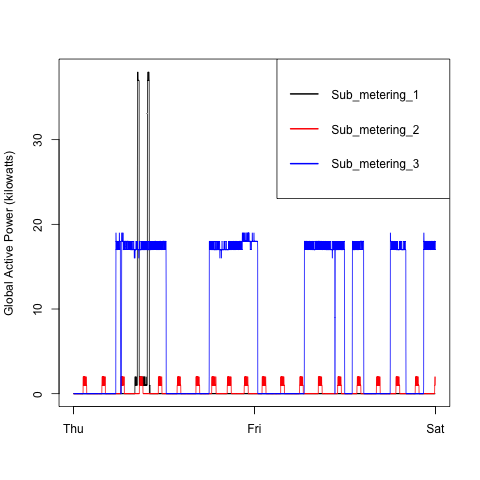 Global Active Power (kilowatts)
30
20
10
0
Sub_metering_1
Sub_metering_2
Sub_metering_3
Thu
Fri
Sat